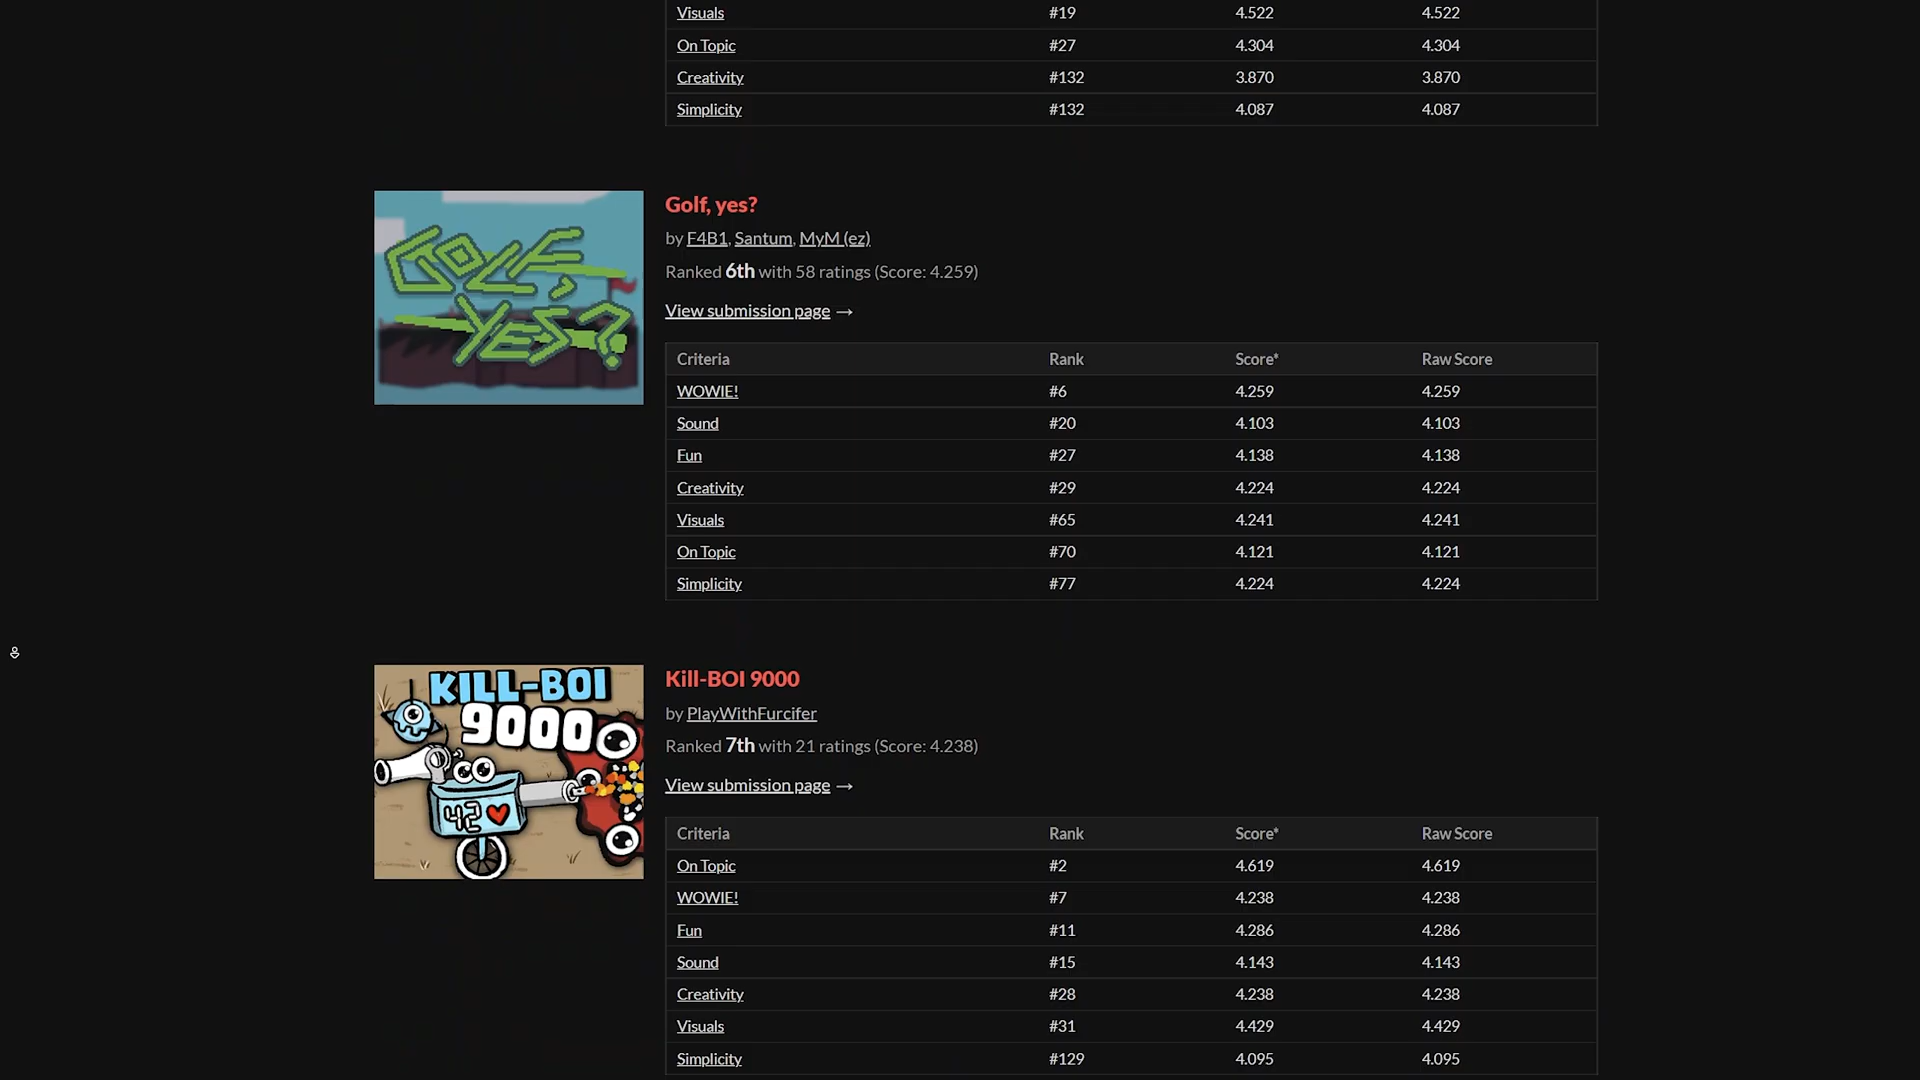 Visuals #19 4.522 4.522
On Topic #27 4.304 4.304
Creativity #132 3.870 3.870
Simplicity #132 4.087 4.087
GOLF,
YES?
Golf, yes?
by F4B1, Santum, MyM (ez)
Ranked 6th with 58 ratings (Score: 4.259)
View submission page →
Criteria Rank Score* Raw Score
WOWIE! #6 4.259 4.259
Sound #20 4.103 4.103
Fun #27 4.138 4.138
Creativity #29 4.224 4.224
Visuals #65 4.241 4.241
On Topic #70 4.121 4.121
Simplicity #77 4.224 4.224
KILL-BOI
9000
42
Kill-BOI 9000
by PlayWithFurcifer
Ranked 7th with 21 ratings (Score: 4.238)
View submission page →
Criteria Rank Score* Raw Score
On Topic #2 4.619 4.619
WOWIE! #7 4.238 4.238
Fun #11 4.286 4.286
Sound #15 4.143 4.143
Creativity #28 4.238 4.238
Visuals #31 4.429 4.429
Simplicity #129 4.095 4.095